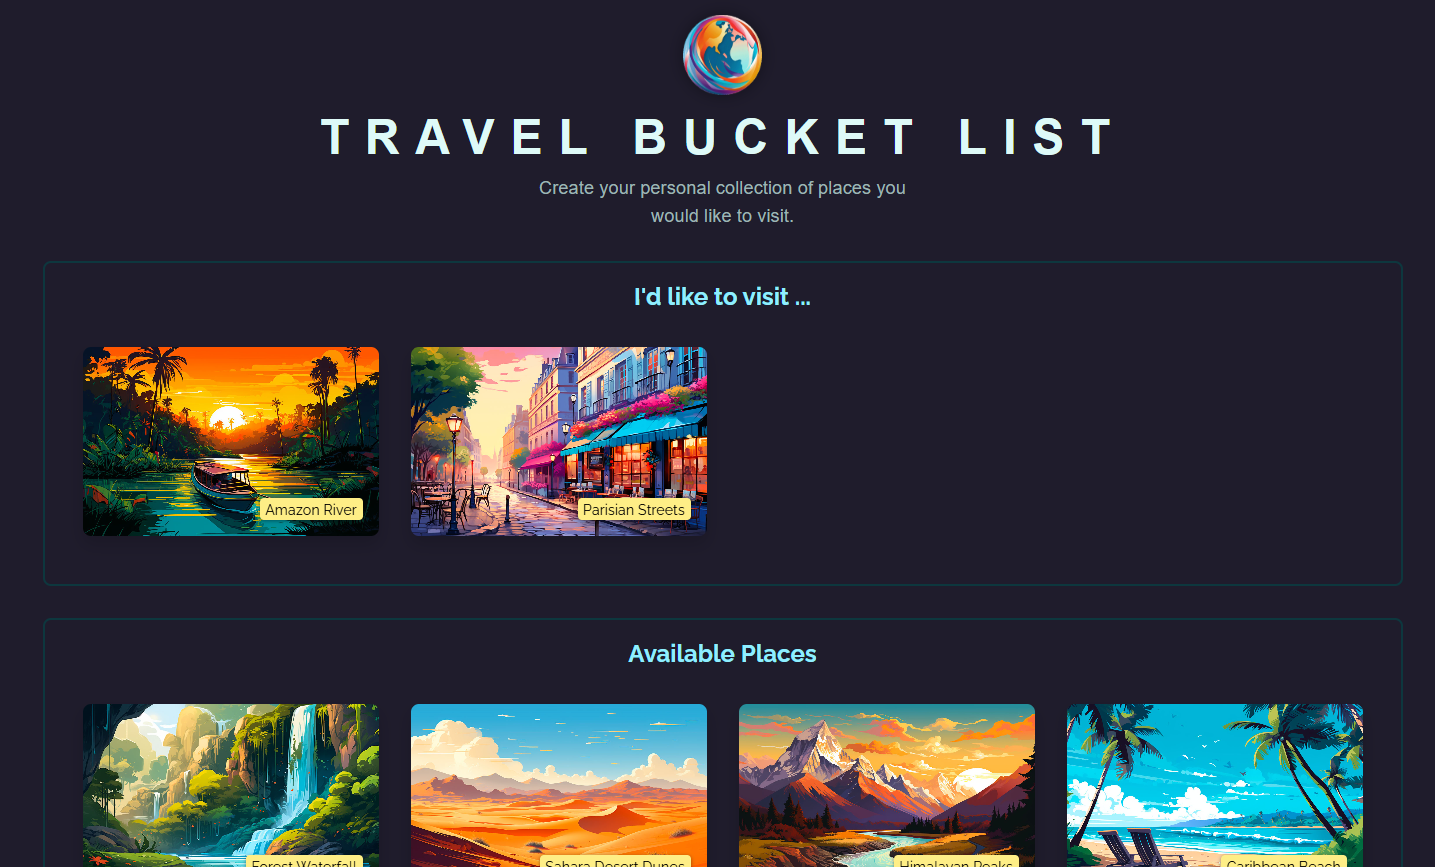 TRAVEL BUCKET LIST
Create your personal collection of places you
would like to visit.
I'd like to visit ...
Amazon River
Parisian Streets
Available Places
Forest Waterfall
Sahara Desert Dunes
Himalayan Peaks
Caribbean Beach